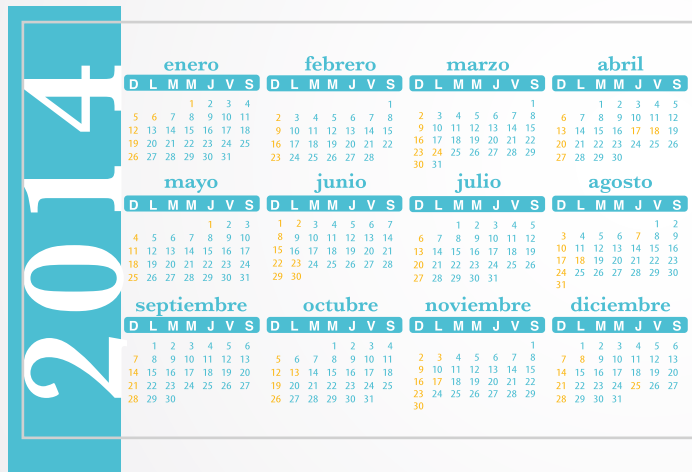 2014
enero
D L M M J V S
1 2 3 4
5 6 7 8 9 10 11
12 13 14 15 16 17 18
19 20 21 22 23 24 25
26 27 28 29 30 31
febrero
D L M M J V S
1
2 3 4 5 6 7 8
9 10 11 12 13 14 15
16 17 18 19 20 21 22
23 24 25 26 27 28
marzo
D L M M J V S
1
2 3 4 5 6 7 8
9 10 11 12 13 14 15
16 17 18 19 20 21 22
23 24 25 26 27 28 29
30 31
abril
D L M M J V S
1 2 3 4 5
6 7 8 9 10 11 12
13 14 15 16 17 18 19
20 21 22 23 24 25 26
27 28 29 30
mayo
D L M M J V S
1 2 3
4 5 6 7 8 9 10
11 12 13 14 15 16 17
18 19 20 21 22 23 24
25 26 27 28 29 30 31
junio
D L M M J V S
1 2 3 4 5 6 7
8 9 10 11 12 13 14
15 16 17 18 19 20 21
22 23 24 25 26 27 28
29 30
julio
D L M M J V S
1 2 3 4 5
6 7 8 9 10 11 12
13 14 15 16 17 18 19
20 21 22 23 24 25 26
27 28 29 30 31
agosto
D L M M J V S
1 2
3 4 5 6 7 8 9
10 11 12 13 14 15 16
17 18 19 20 21 22 23
24 25 26 27 28 29 30
31
septiembre
D L M M J V S
1 2 3 4 5 6
7 8 9 10 11 12 13
14 15 16 17 18 19 20
21 22 23 24 25 26 27
28 29 30
octubre
D L M M J V S
1 2 3 4
5 6 7 8 9 10 11
12 13 14 15 16 17 18
19 20 21 22 23 24 25
26 27 28 29 30 31
noviembre
D L M M J V S
1
2 3 4 5 6 7 8
9 10 11 12 13 14 15
16 17 18 19 20 21 22
23 24 25 26 27 28 29
30
diciembre
D L M M J V S
1 2 3 4 5 6
7 8 9 10 11 12 13
14 15 16 17 18 19 20
21 22 23 24 25 26 27
28 29 30 31